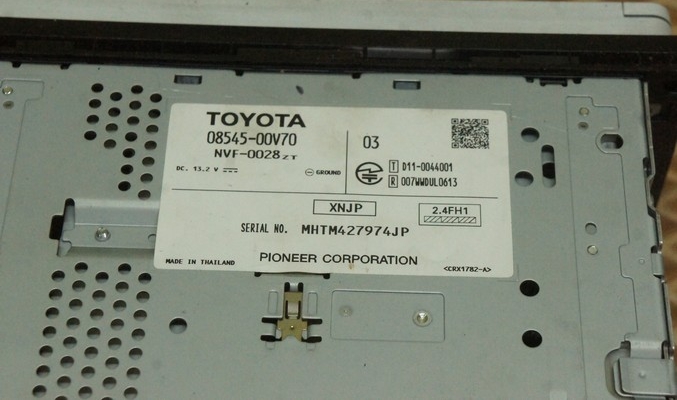 TOYOTA
08545-00V70
NVF-0028ZT
DC. 13.2 V
GROUND
03
T D11-0044001
R 007WWDUL0613
XNJP
2.4FH1
SERIAL NO. MHTM427974JP
MADE IN THAILAND
PIONEER CORPORATION
<CRX1782-A>